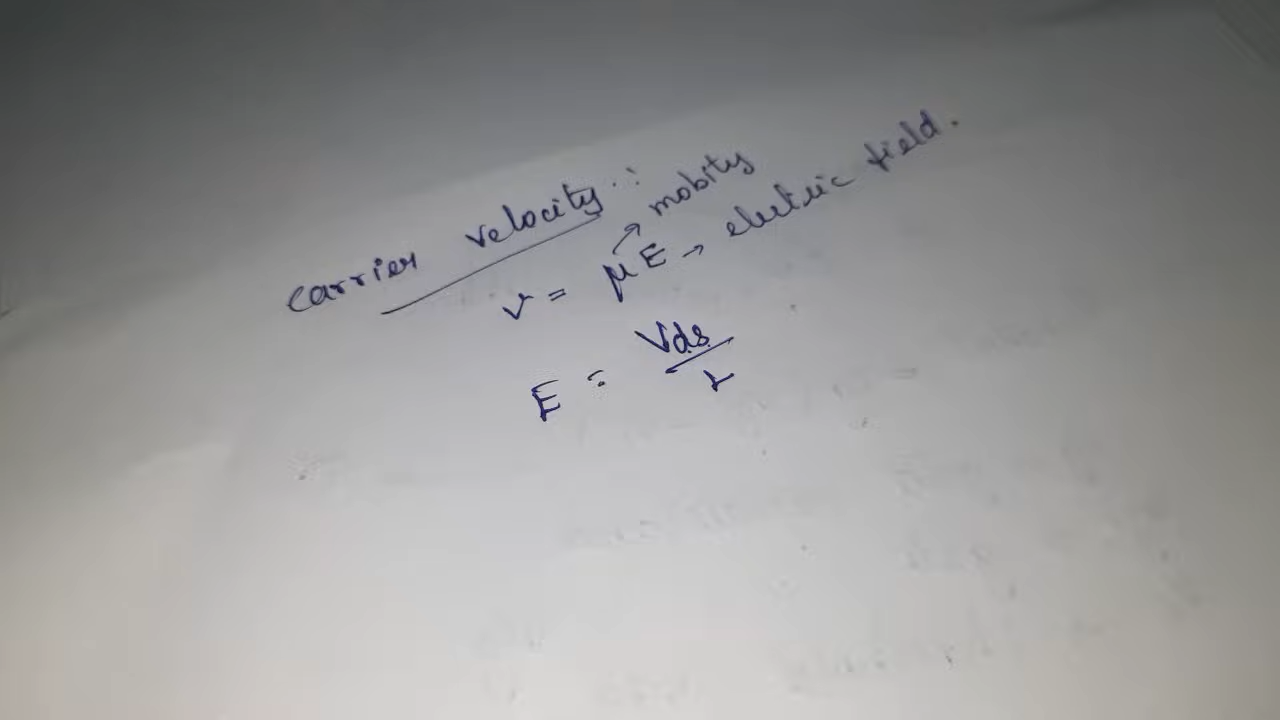 carrier velocity :
v = μE → electric field.
↗ mobity
E = Vds / L